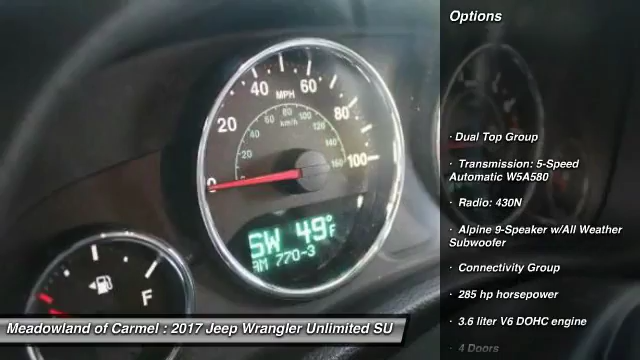 Options
· Dual Top Group
· Transmission: 5-Speed
Automatic W5A580
· Radio: 430N
· Alpine 9-Speaker w/All Weather
Subwoofer
· Connectivity Group
· 285 hp horsepower
· 3.6 liter V6 DOHC engine
· 4 Doors
0
20
40
60
80
100
MPH
20
40
60
80
100
120
140
km/h
SW 49°F
AM 770-3
F
Meadowland of Carmel : 2017 Jeep Wrangler Unlimited SU